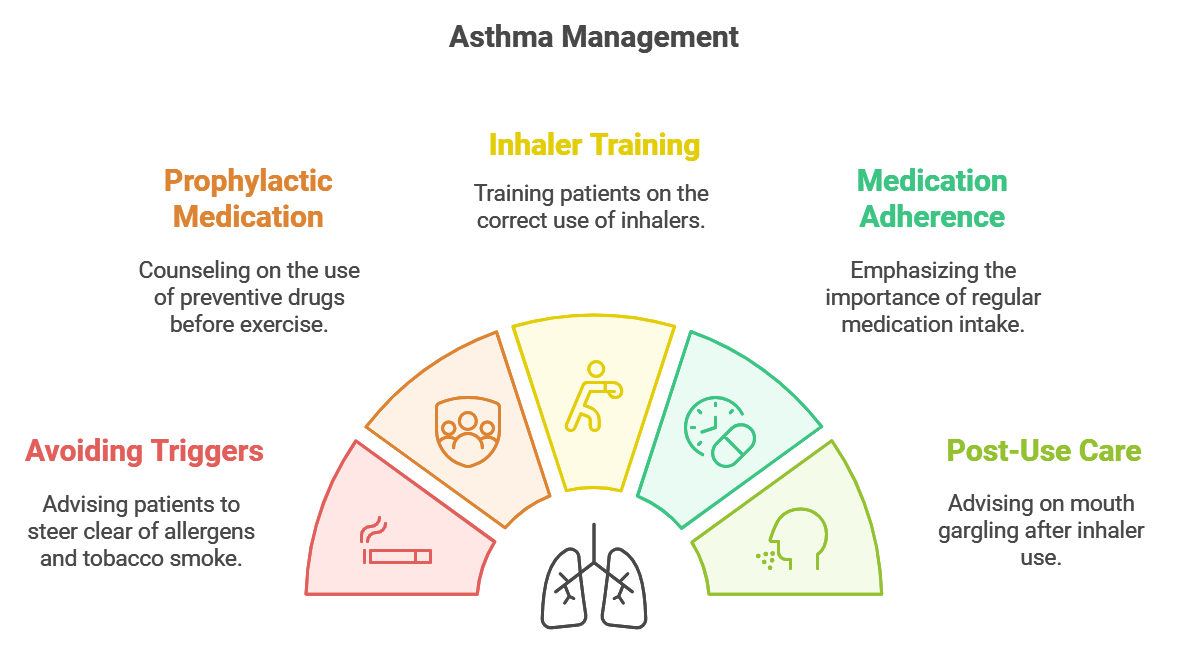 Asthma Management
Inhaler Training
Training patients on the
correct use of inhalers.
Prophylactic
Medication
Counseling on the use
of preventive drugs
before exercise.
Medication
Adherence
Emphasizing the
importance of regular
medication intake.
Avoiding Triggers
Advising patients to
steer clear of allergens
and tobacco smoke.
Post-Use Care
Advising on mouth
gargling after inhaler
use.